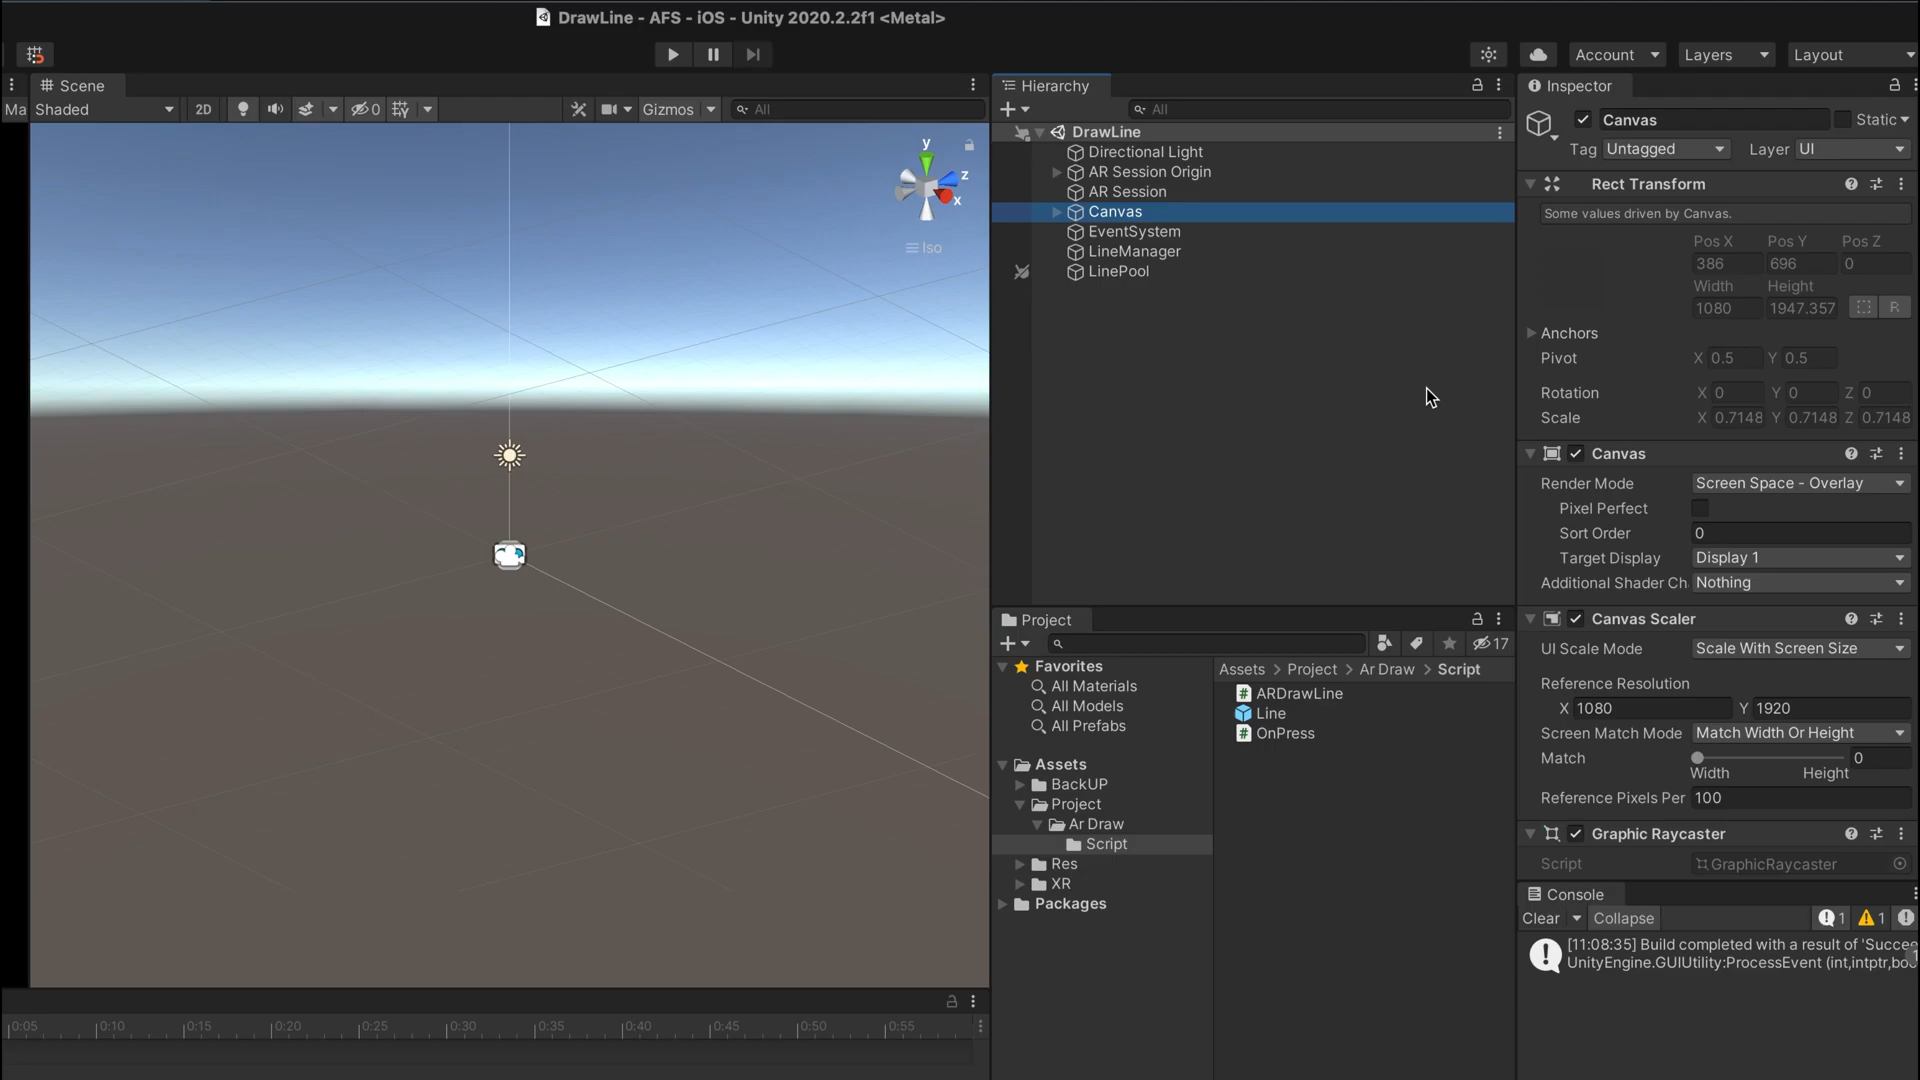 DrawLine - AFS - iOS - Unity 2020.2.2f1 <Metal>
Account
Layers
Layout
Scene
Ma
Shaded
2D
0
Gizmos
All
y
z
x
Iso
0:05
0:10
0:15
0:20
0:25
0:30
0:35
0:40
0:45
0:50
0:55
Hierarchy
All
DrawLine
Directional Light
AR Session Origin
AR Session
Canvas
EventSystem
LineManager
LinePool
Project
17
Favorites
All Materials
All Models
All Prefabs
Assets
BackUP
Project
Ar Draw
Script
Res
XR
Packages
Assets > Project > Ar Draw > Script
ARDrawLine
Line
OnPress
Inspector
Canvas
Static
Tag Untagged Layer UI
Rect Transform
Some values driven by Canvas.
Pos X Pos Y Pos Z
386 696 0
Width Height
1080 1947.357 R
Anchors
Pivot X 0.5 Y 0.5
Rotation X 0 Y 0 Z 0
Scale X 0.7148 Y 0.7148 Z 0.7148
Canvas
Render Mode Screen Space - Overlay
Pixel Perfect
Sort Order 0
Target Display Display 1
Additional Shader Ch Nothing
Canvas Scaler
UI Scale Mode Scale With Screen Size
Reference Resolution
X 1080 Y 1920
Screen Match Mode Match Width Or Height
Match 0
Width Height
Reference Pixels Per 100
Graphic Raycaster
Script GraphicRaycaster
Console
Clear Collapse 1 1
[11:08:35] Build completed with a result of 'Succee
UnityEngine.GUIUtility:ProcessEvent (int,intptr,boo